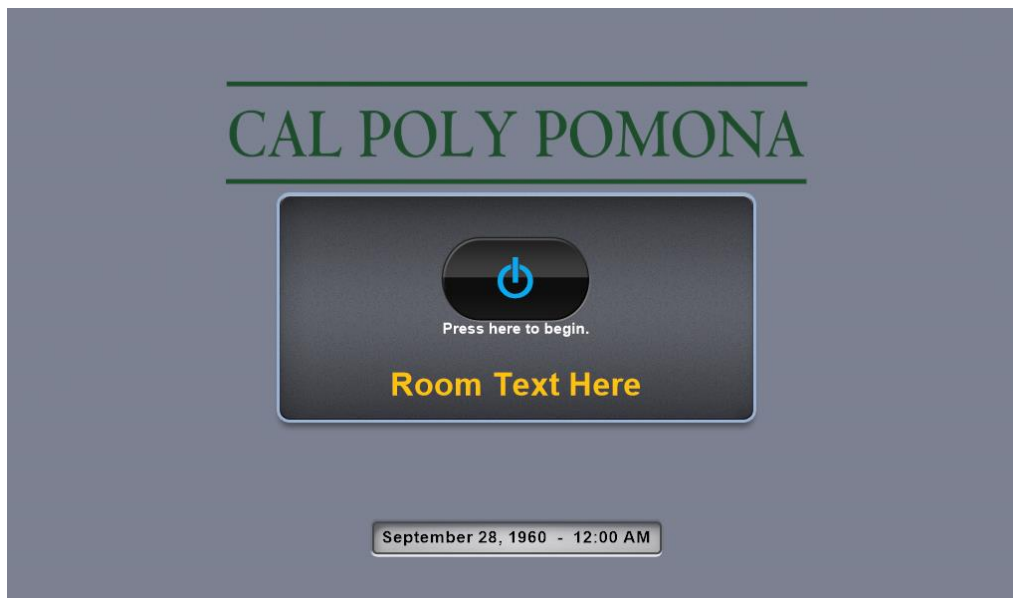 CAL POLY POMONA
Press here to begin.
Room Text Here
September 28, 1960 - 12:00 AM